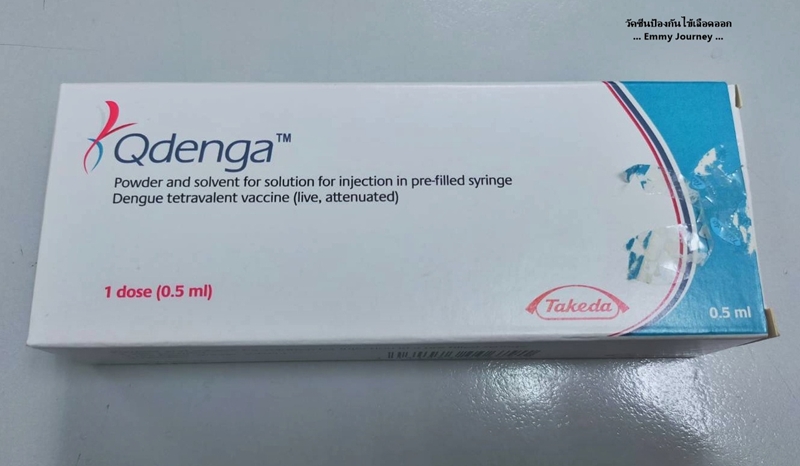 วัคซีนป้องกันไข้เลือดออก
... Emmy Journey ...
Qdenga™
Powder and solvent for solution for injection in pre-filled syringe
Dengue tetravalent vaccine (live, attenuated)
1 dose (0.5 ml)
Takeda
0.5 ml